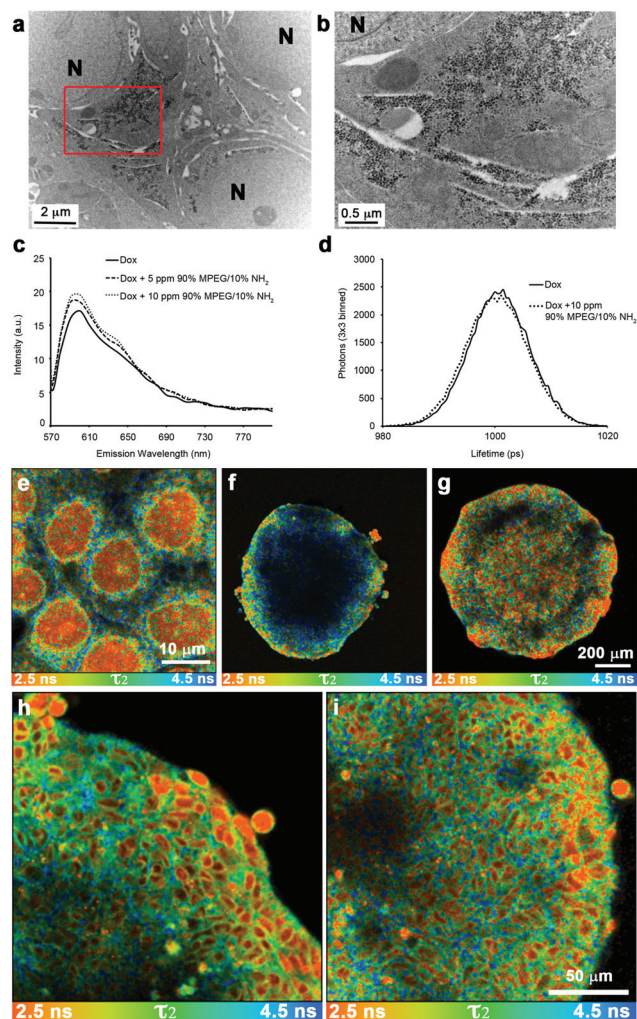 a
N
N
N
2 μm
b
N
0.5 μm
c
Dox
Dox + 5 ppm 90% MPEG/10% NH2
Dox + 10 ppm 90% MPEG/10% NH2
Intensity (a.u.)
25
20
15
10
5
0
570 610 650 690 730 770
Emission Wavelength (nm)
d
Dox
Dox +10 ppm
90% MPEG/10% NH2
Photons (3x3 binned)
3000
2500
2000
1500
1000
500
0
980 1000 1020
Lifetime (ps)
e
10 μm
2.5 ns τ2 4.5 ns
f
2.5 ns τ2 4.5 ns
g
200 μm
2.5 ns τ2 4.5 ns
h
2.5 ns τ2 4.5 ns
i
50 μm
2.5 ns τ2 4.5 ns